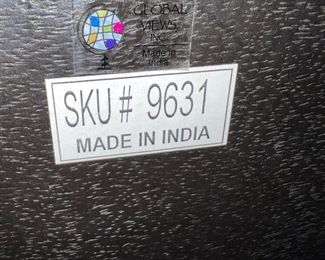 GLOBAL
VIEWS
INC
Made in
India
SKU # 9631
MADE IN INDIA